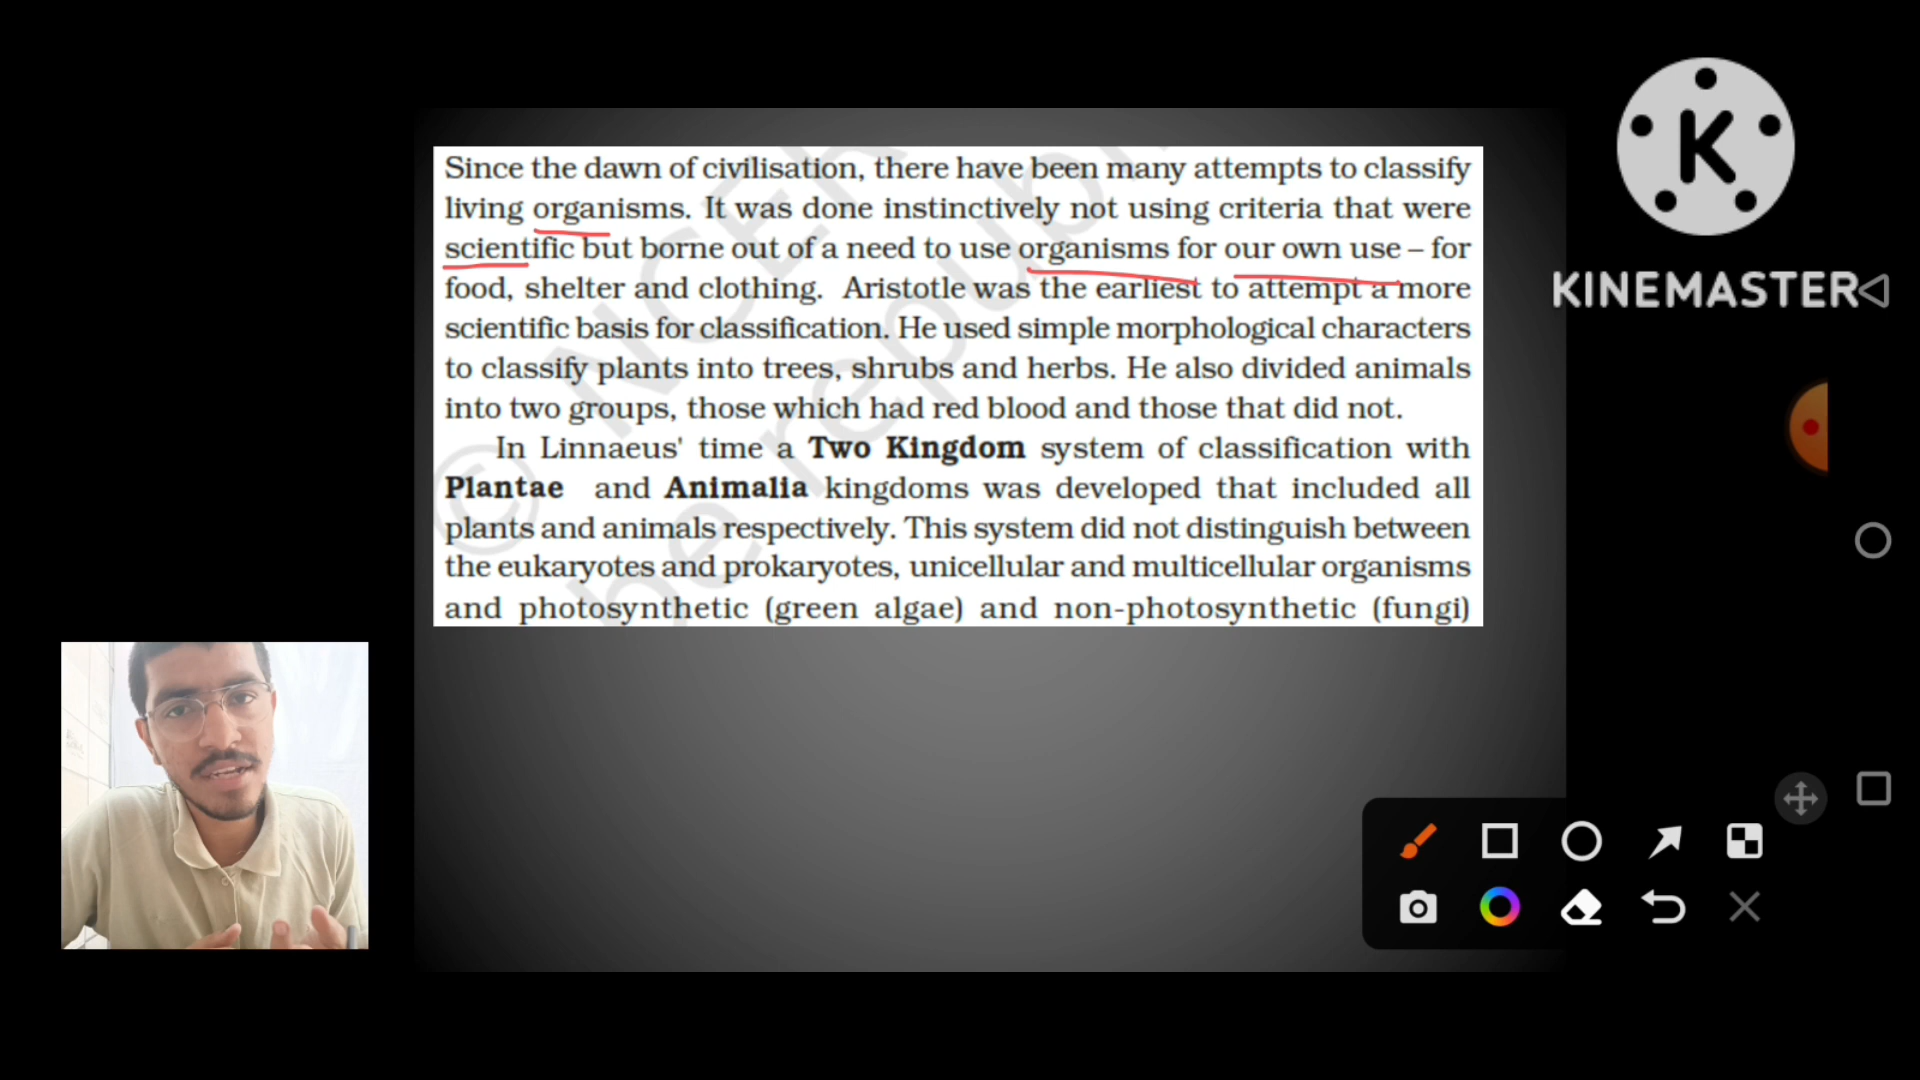 Since the dawn of civilisation, there have been many attempts to classify
living organisms. It was done instinctively not using criteria that were
scientific but borne out of a need to use organisms for our own use – for
food, shelter and clothing. Aristotle was the earliest to attempt a more
scientific basis for classification. He used simple morphological characters
to classify plants into trees, shrubs and herbs. He also divided animals
into two groups, those which had red blood and those that did not.
In Linnaeus' time a Two Kingdom system of classification with
Plantae and Animalia kingdoms was developed that included all
plants and animals respectively. This system did not distinguish between
the eukaryotes and prokaryotes, unicellular and multicellular organisms
and photosynthetic (green algae) and non-photosynthetic (fungi)
© NCER
be republ
K
KINEMASTER